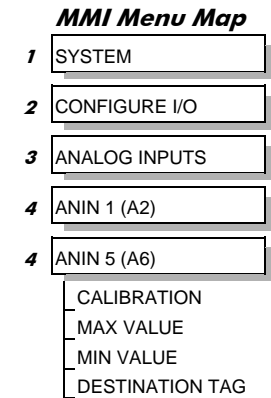 MMI Menu Map
1 SYSTEM
2 CONFIGURE I/O
3 ANALOG INPUTS
4 ANIN 1 (A2)
4 ANIN 5 (A6)
CALIBRATION
MAX VALUE
MIN VALUE
DESTINATION TAG